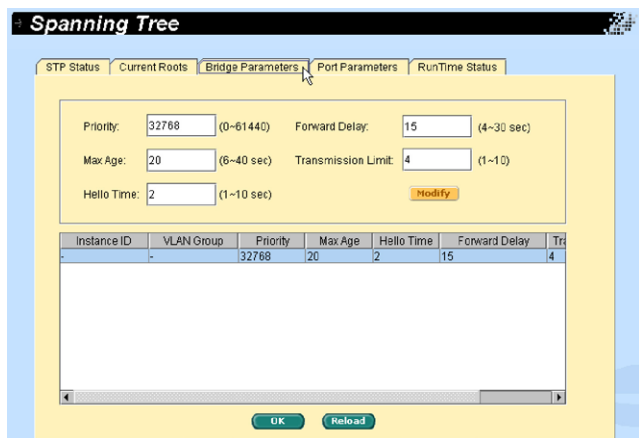 Spanning Tree
STP Status Current Roots Bridge Parameters Port Parameters RunTime Status
Priority: 32768 (0~61440) Forward Delay: 15 (4~30 sec)
Max Age: 20 (6~40 sec) Transmission Limit: 4 (1~10)
Hello Time: 2 (1~10 sec) Modify
Instance ID VLAN Group Priority Max Age Hello Time Forward Delay Tra
- - 32768 20 2 15 4
OK Reload